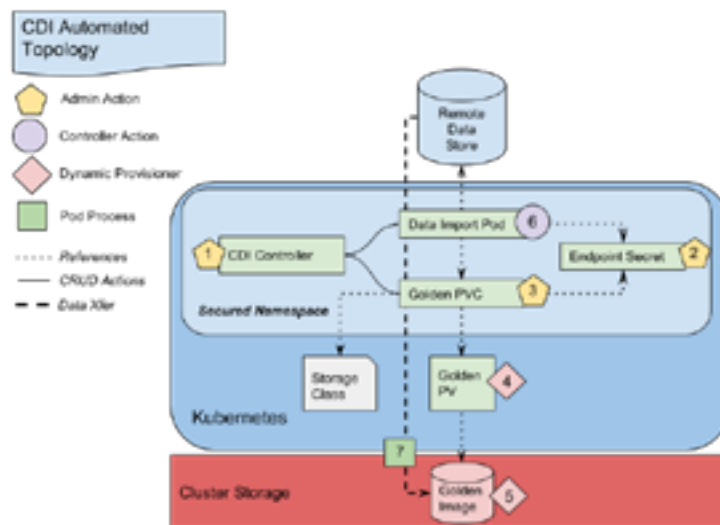 CDI Automated
Topology
Admin Action
Controller Action
Dynamic Provisioner
Pod Process
References
CRUD Actions
Data Xfer
Remote
Data
Store
Data Import Pod
6
1
CDI Controller
Endpoint Secret
2
Golden PVC
3
Secured Namespace
Storage
Class
Golden
PV
4
Kubernetes
7
Cluster Storage
Golden
Image
5